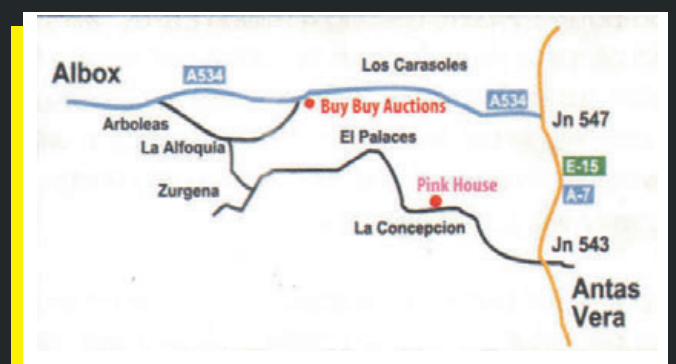 Albox
A534
Los Carasoles
Buy Buy Auctions
A534
Arboleas
Jn 547
La Alfoquia
El Palaces
E-15
Zurgena
Pink House
A-7
La Concepcion
Jn 543
Antas
Vera